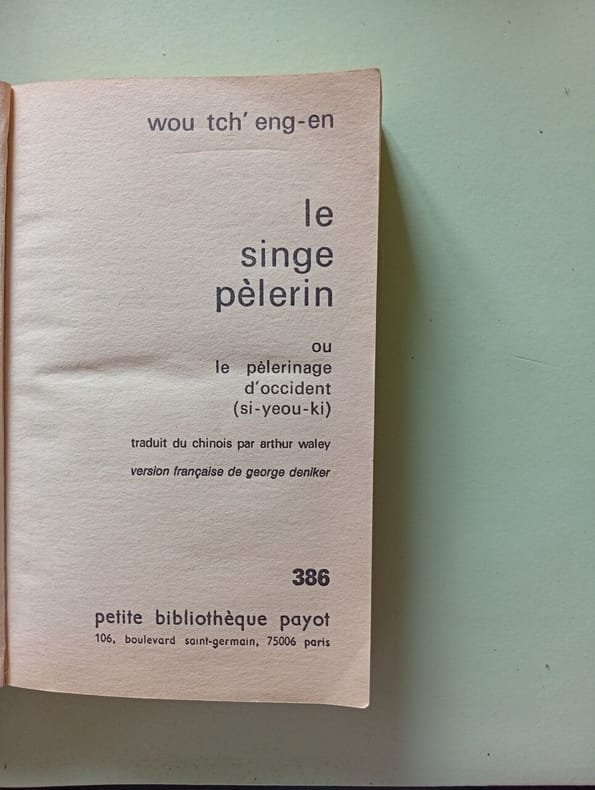 wou tch' eng-en
le
singe
pèlerin
ou
le pèlerinage
d'occident
(si-yeou-ki)
traduit du chinois par arthur waley
version française de george deniker
386
petite bibliothèque payot
106, boulevard saint-germain, 75006 paris